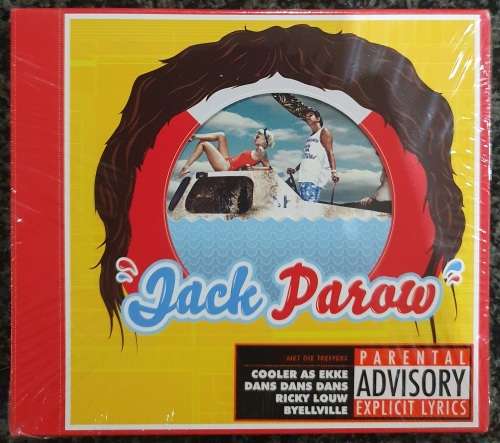 Jack Parow
MET DIE TREFFERS
COOLER AS EKKE
DANS DANS DANS
RICKY LOUW
BYELLVILLE
PARENTAL
ADVISORY
EXPLICIT LYRICS